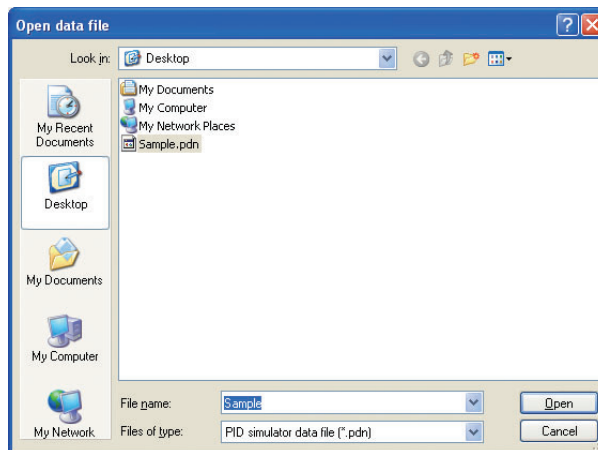 Open data file
Look in: Desktop
My Recent
Documents
Desktop
My Documents
My Computer
My Network
My Documents
My Computer
My Network Places
Sample.pdn
File name: Sample Open
Files of type: PID simulator data file (*.pdn) Cancel